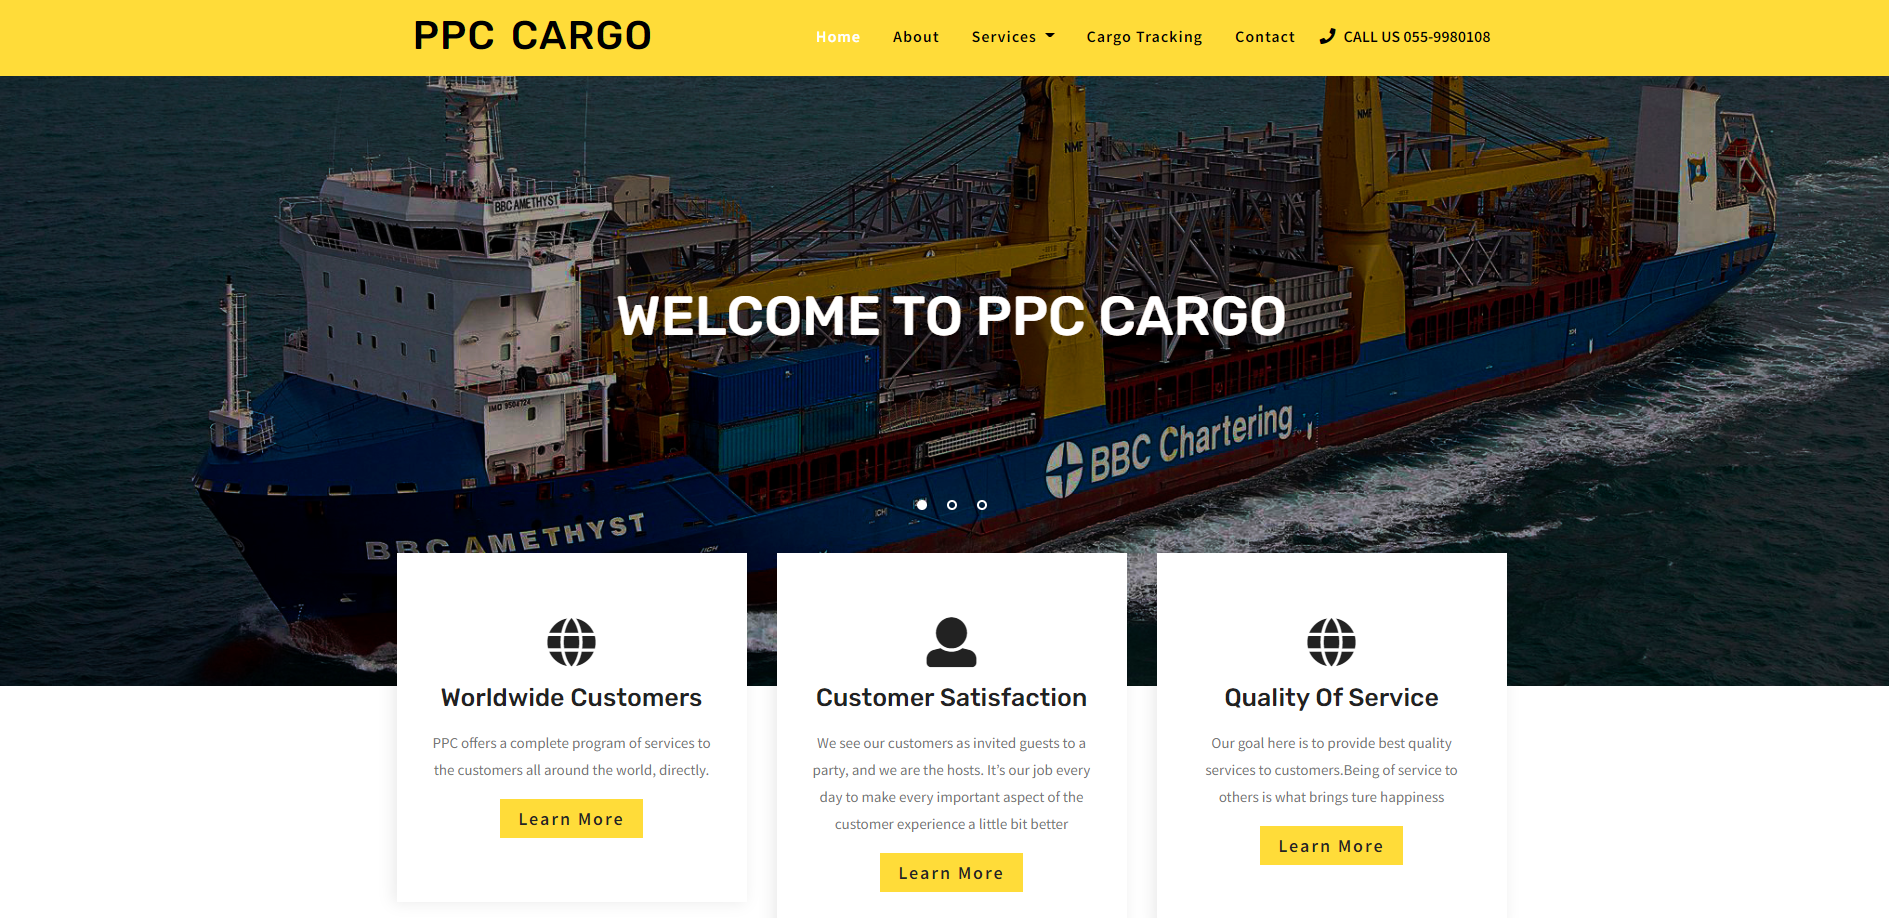 PPC CARGO
Home
About
Services
Cargo Tracking
Contact
CALL US 055-9980108
NMF
NMF
BBC AMETHYST
WELCOME TO PPC CARGO
IMO 9504724
BBC Chartering
BBC AMETHYST
Worldwide Customers
PPC offers a complete program of services to
the customers all around the world, directly.
Learn More
Customer Satisfaction
We see our customers as invited guests to a
party, and we are the hosts. It's our job every
day to make every important aspect of the
customer experience a little bit better
Learn More
Quality Of Service
Our goal here is to provide best quality
services to customers.Being of service to
others is what brings ture happiness
Learn More